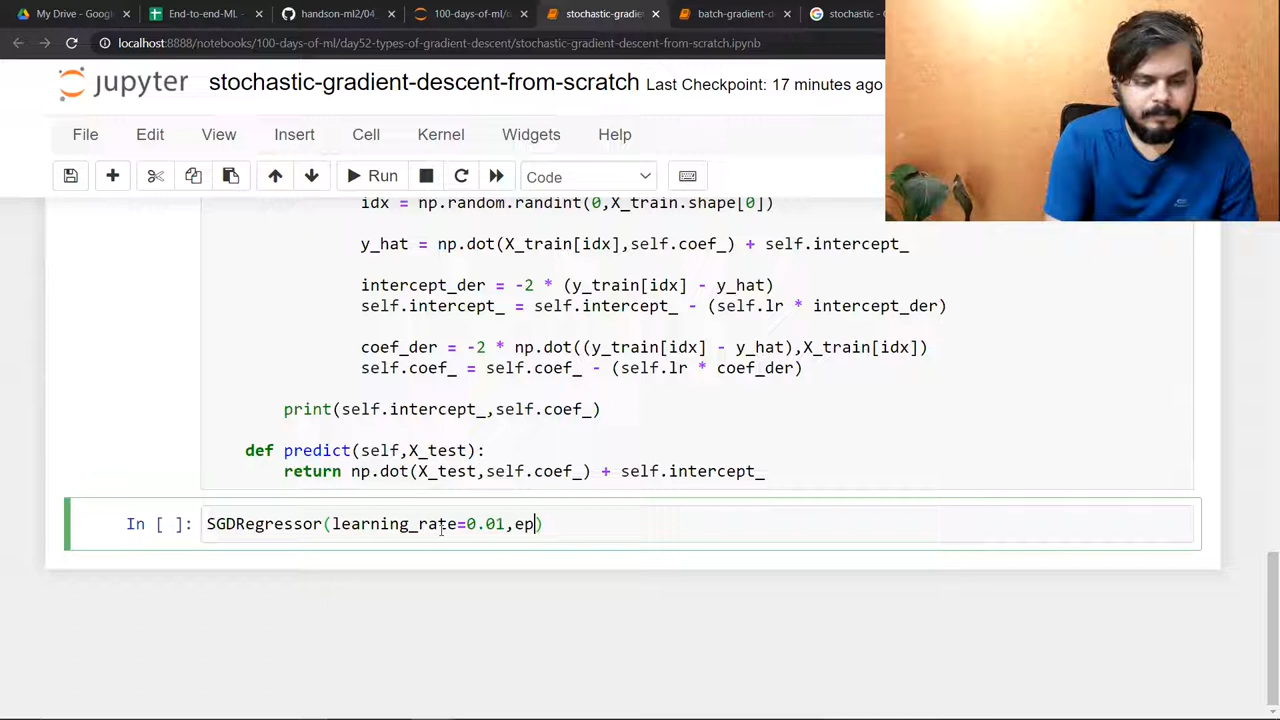 My Drive - Goog
End-to-end-ML -
handson-ml2/04_
100-days-of-ml/d
stochastic-gradie
batch-gradient-d
stochastic - G
localhost:8888/notebooks/100-days-of-ml/day52-types-of-gradient-descent/stochastic-gradient-descent-from-scratch.ipynb
jupyter stochastic-gradient-descent-from-scratch Last Checkpoint: 17 minutes ago
File Edit View Insert Cell Kernel Widgets Help
Run Code
idx = np.random.randint(0,X_train.shape[0])
y_hat = np.dot(X_train[idx],self.coef_) + self.intercept_
intercept_der = -2 * (y_train[idx] - y_hat)
self.intercept_ = self.intercept_ - (self.lr * intercept_der)
coef_der = -2 * np.dot((y_train[idx] - y_hat),X_train[idx])
self.coef_ = self.coef_ - (self.lr * coef_der)
print(self.intercept_,self.coef_)
def predict(self,X_test):
return np.dot(X_test,self.coef_) + self.intercept_
In [ ]: SGDRegressor(learning_rate=0.01,ep)